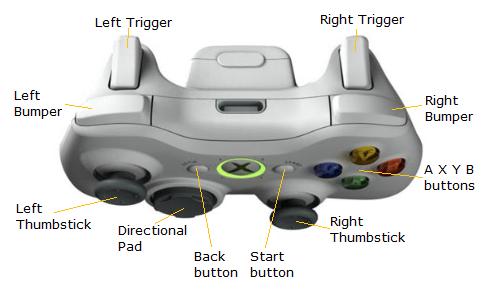 Left Trigger
Right Trigger
Left
Bumper
Right
Bumper
A X Y B
buttons
Left
Thumbstick
Directional
Pad
Back
button
Start
button
Right
Thumbstick